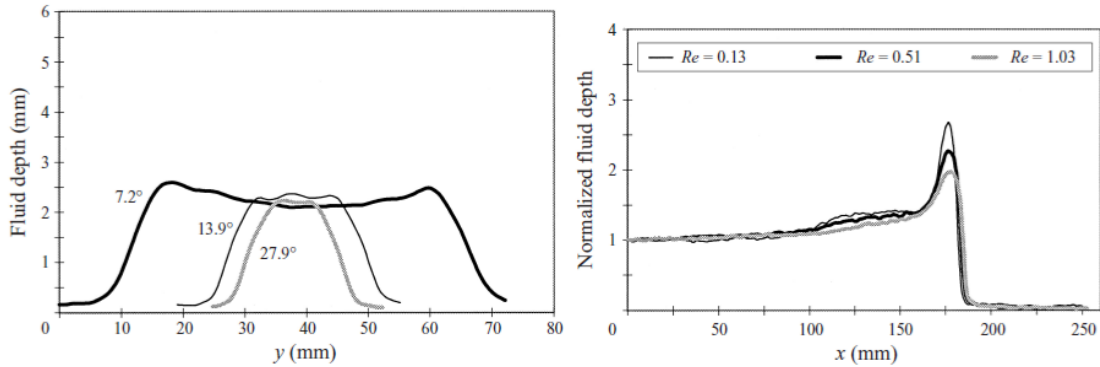 6
5
4
3
2
1
0
Fluid depth (mm)
7.2°
13.9°
27.9°
0 10 20 30 40 50 60 70 80
y (mm)
4
3
2
1
Normalized fluid depth
Re = 0.13 Re = 0.51 Re = 1.03
0 50 100 150 200 250
x (mm)